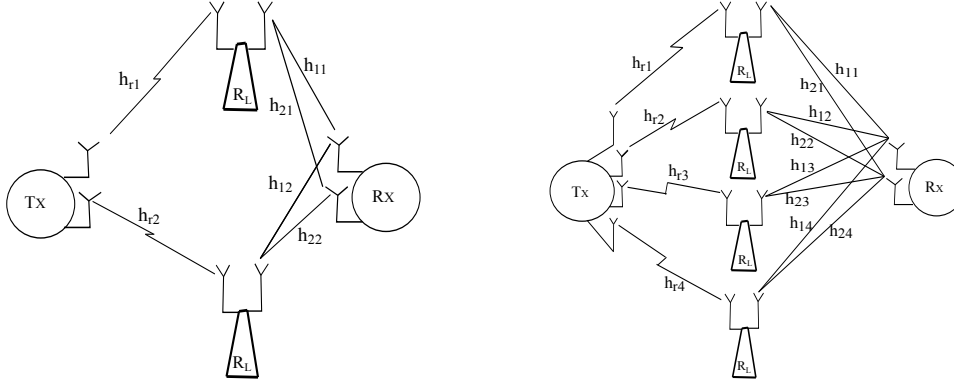 R_L
h_r1
h_11
h_21
Tx
Rx
h_12
h_r2
h_22
R_L
R_L
h_r1
h_11
h_21
h_r2
h_12
R_L
h_22
h_13
Tx
h_r3
Rx
h_23
h_14
h_24
R_L
h_r4
R_L